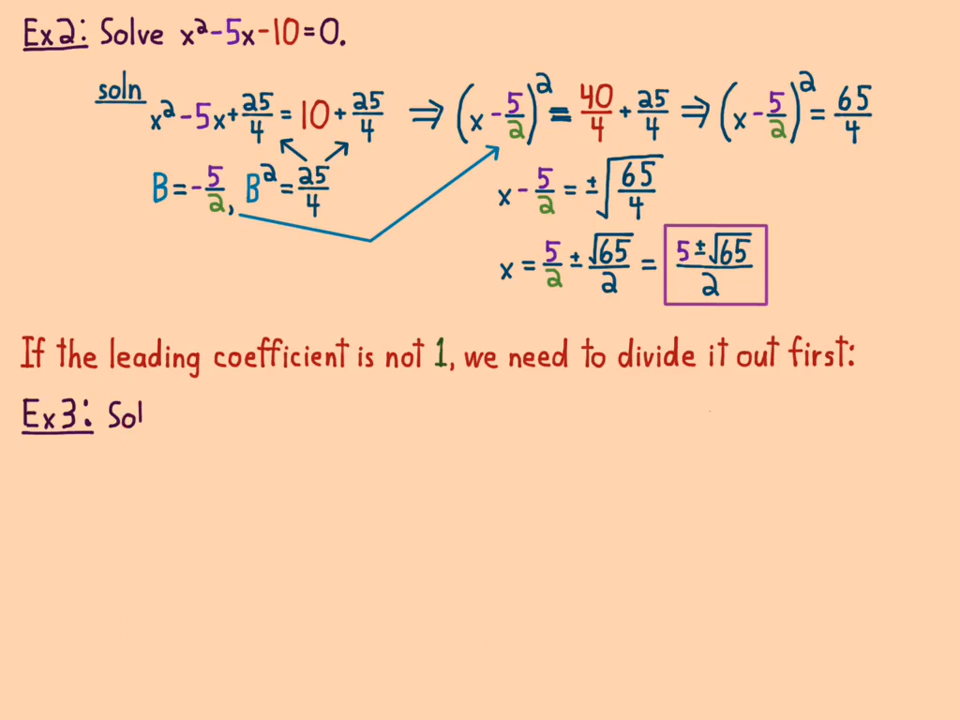 Ex2: Solve x²-5x-10=0.
soln
x²-5x+25/4=10+25/4 ⇒ (x-5/2)²=40/4+25/4 ⇒ (x-5/2)²=65/4
B=-5/2, B²=25/4
x-5/2=±√(65/4)
x=5/2±√65/2=(5±√65)/2
If the leading coefficient is not 1, we need to divide it out first:
Ex3: Sol